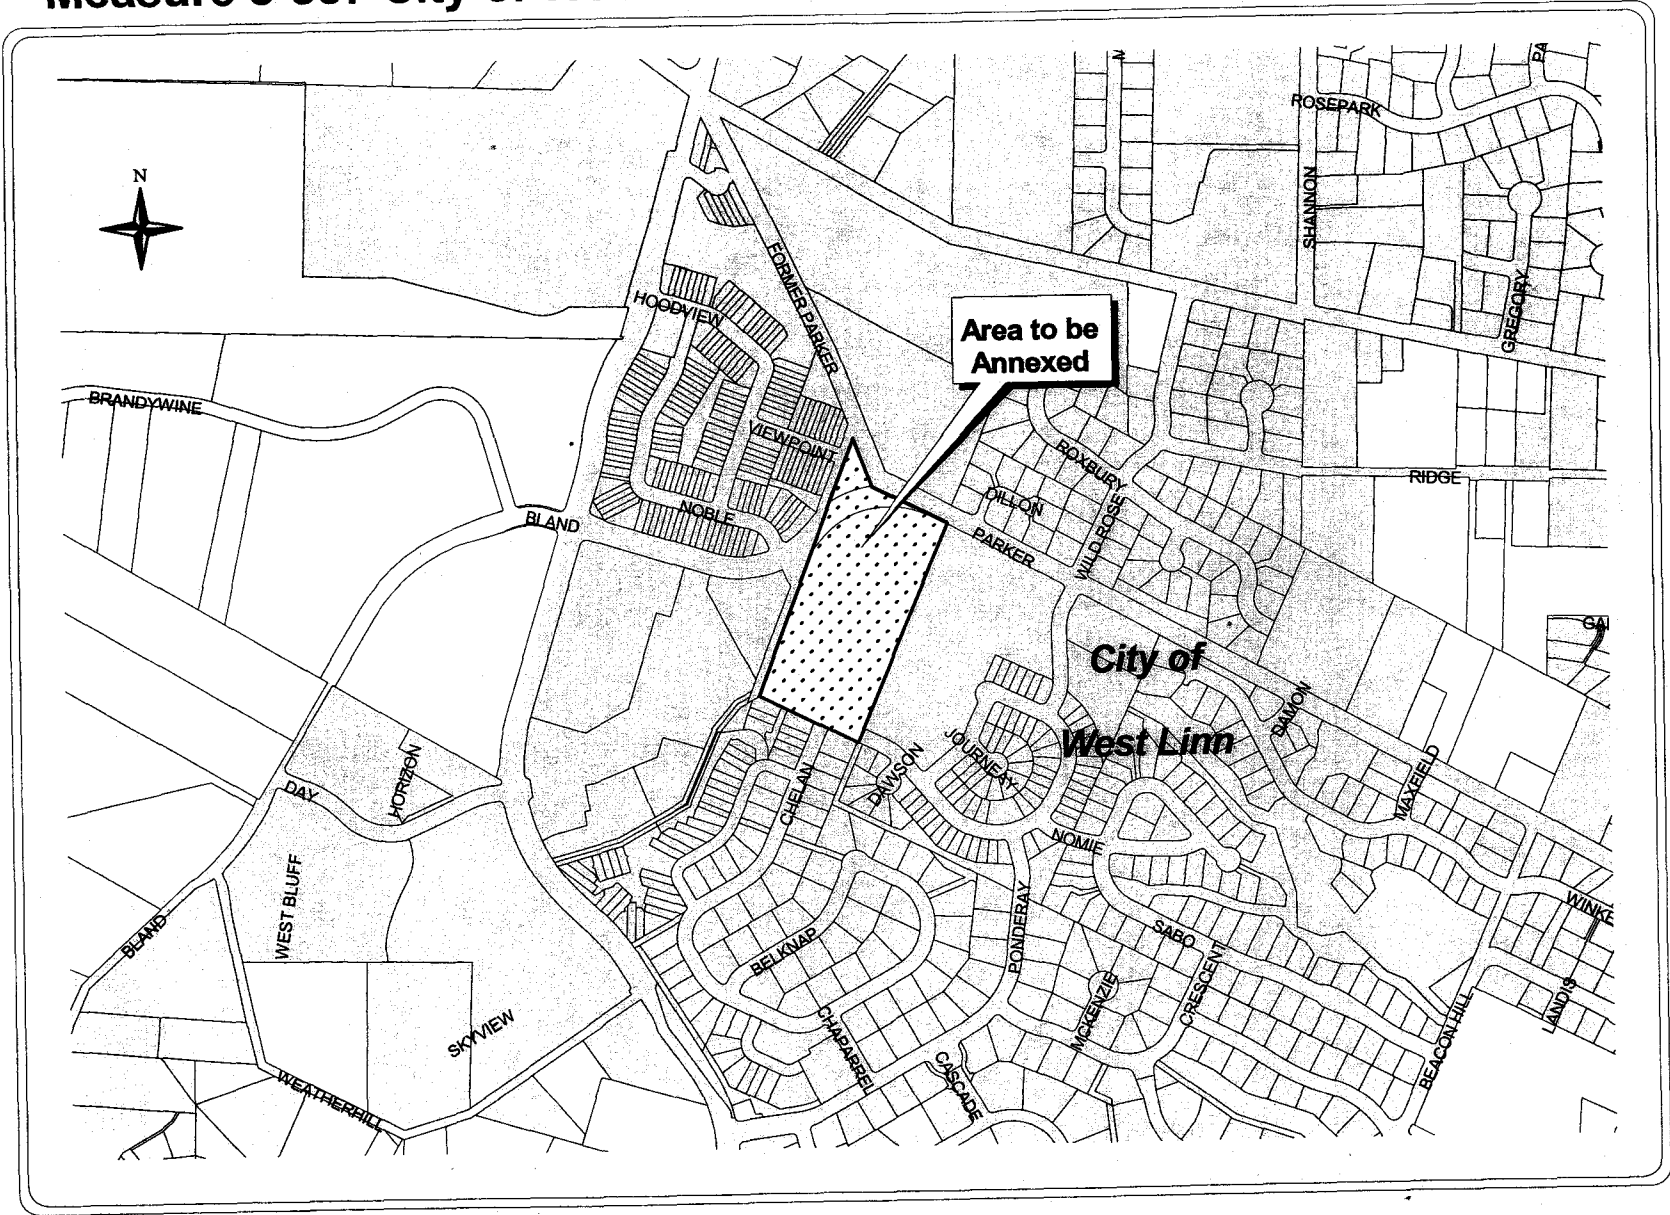 N
ROSEPARK
SHANNON
GREGORY
FORMER PARKER
HOODVIEW
Area to be
Annexed
BRANDYWINE
VIEWPOINT
ROXBURY
RIDGE
DILLON
WILD ROSE
NOBLE
BLAND
PARKER
City of
West Linn
DAMON
JOURNEAY
DAWSON
HORIZON
DAY
CHELAN
MAXFIELD
NOMIE
WEST BLUFF
BLAND
PONDERAY
SABO
BELKNAP
CRESCENT
MCKENZIE
LANDIS
BEACON HILL
CHAPARREL
SKYVIEW
CASCADE
WEATHERHILL